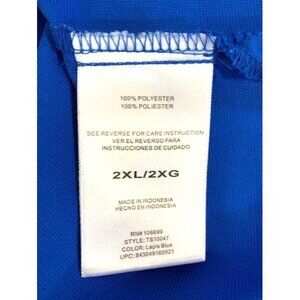 100% POLYESTER
100% POLIESTER
SEE REVERSE FOR CARE INSTRUCTION
VER EL REVERSO PARA
INSTRUCCIONES DE CUIDADO
2XL/2XG
MADE IN INDONESIA
HECHO EN INDONESIA
RN# 106699
STYLE: TS10047
COLOR: Lapis Blue
UPC: 843049165923